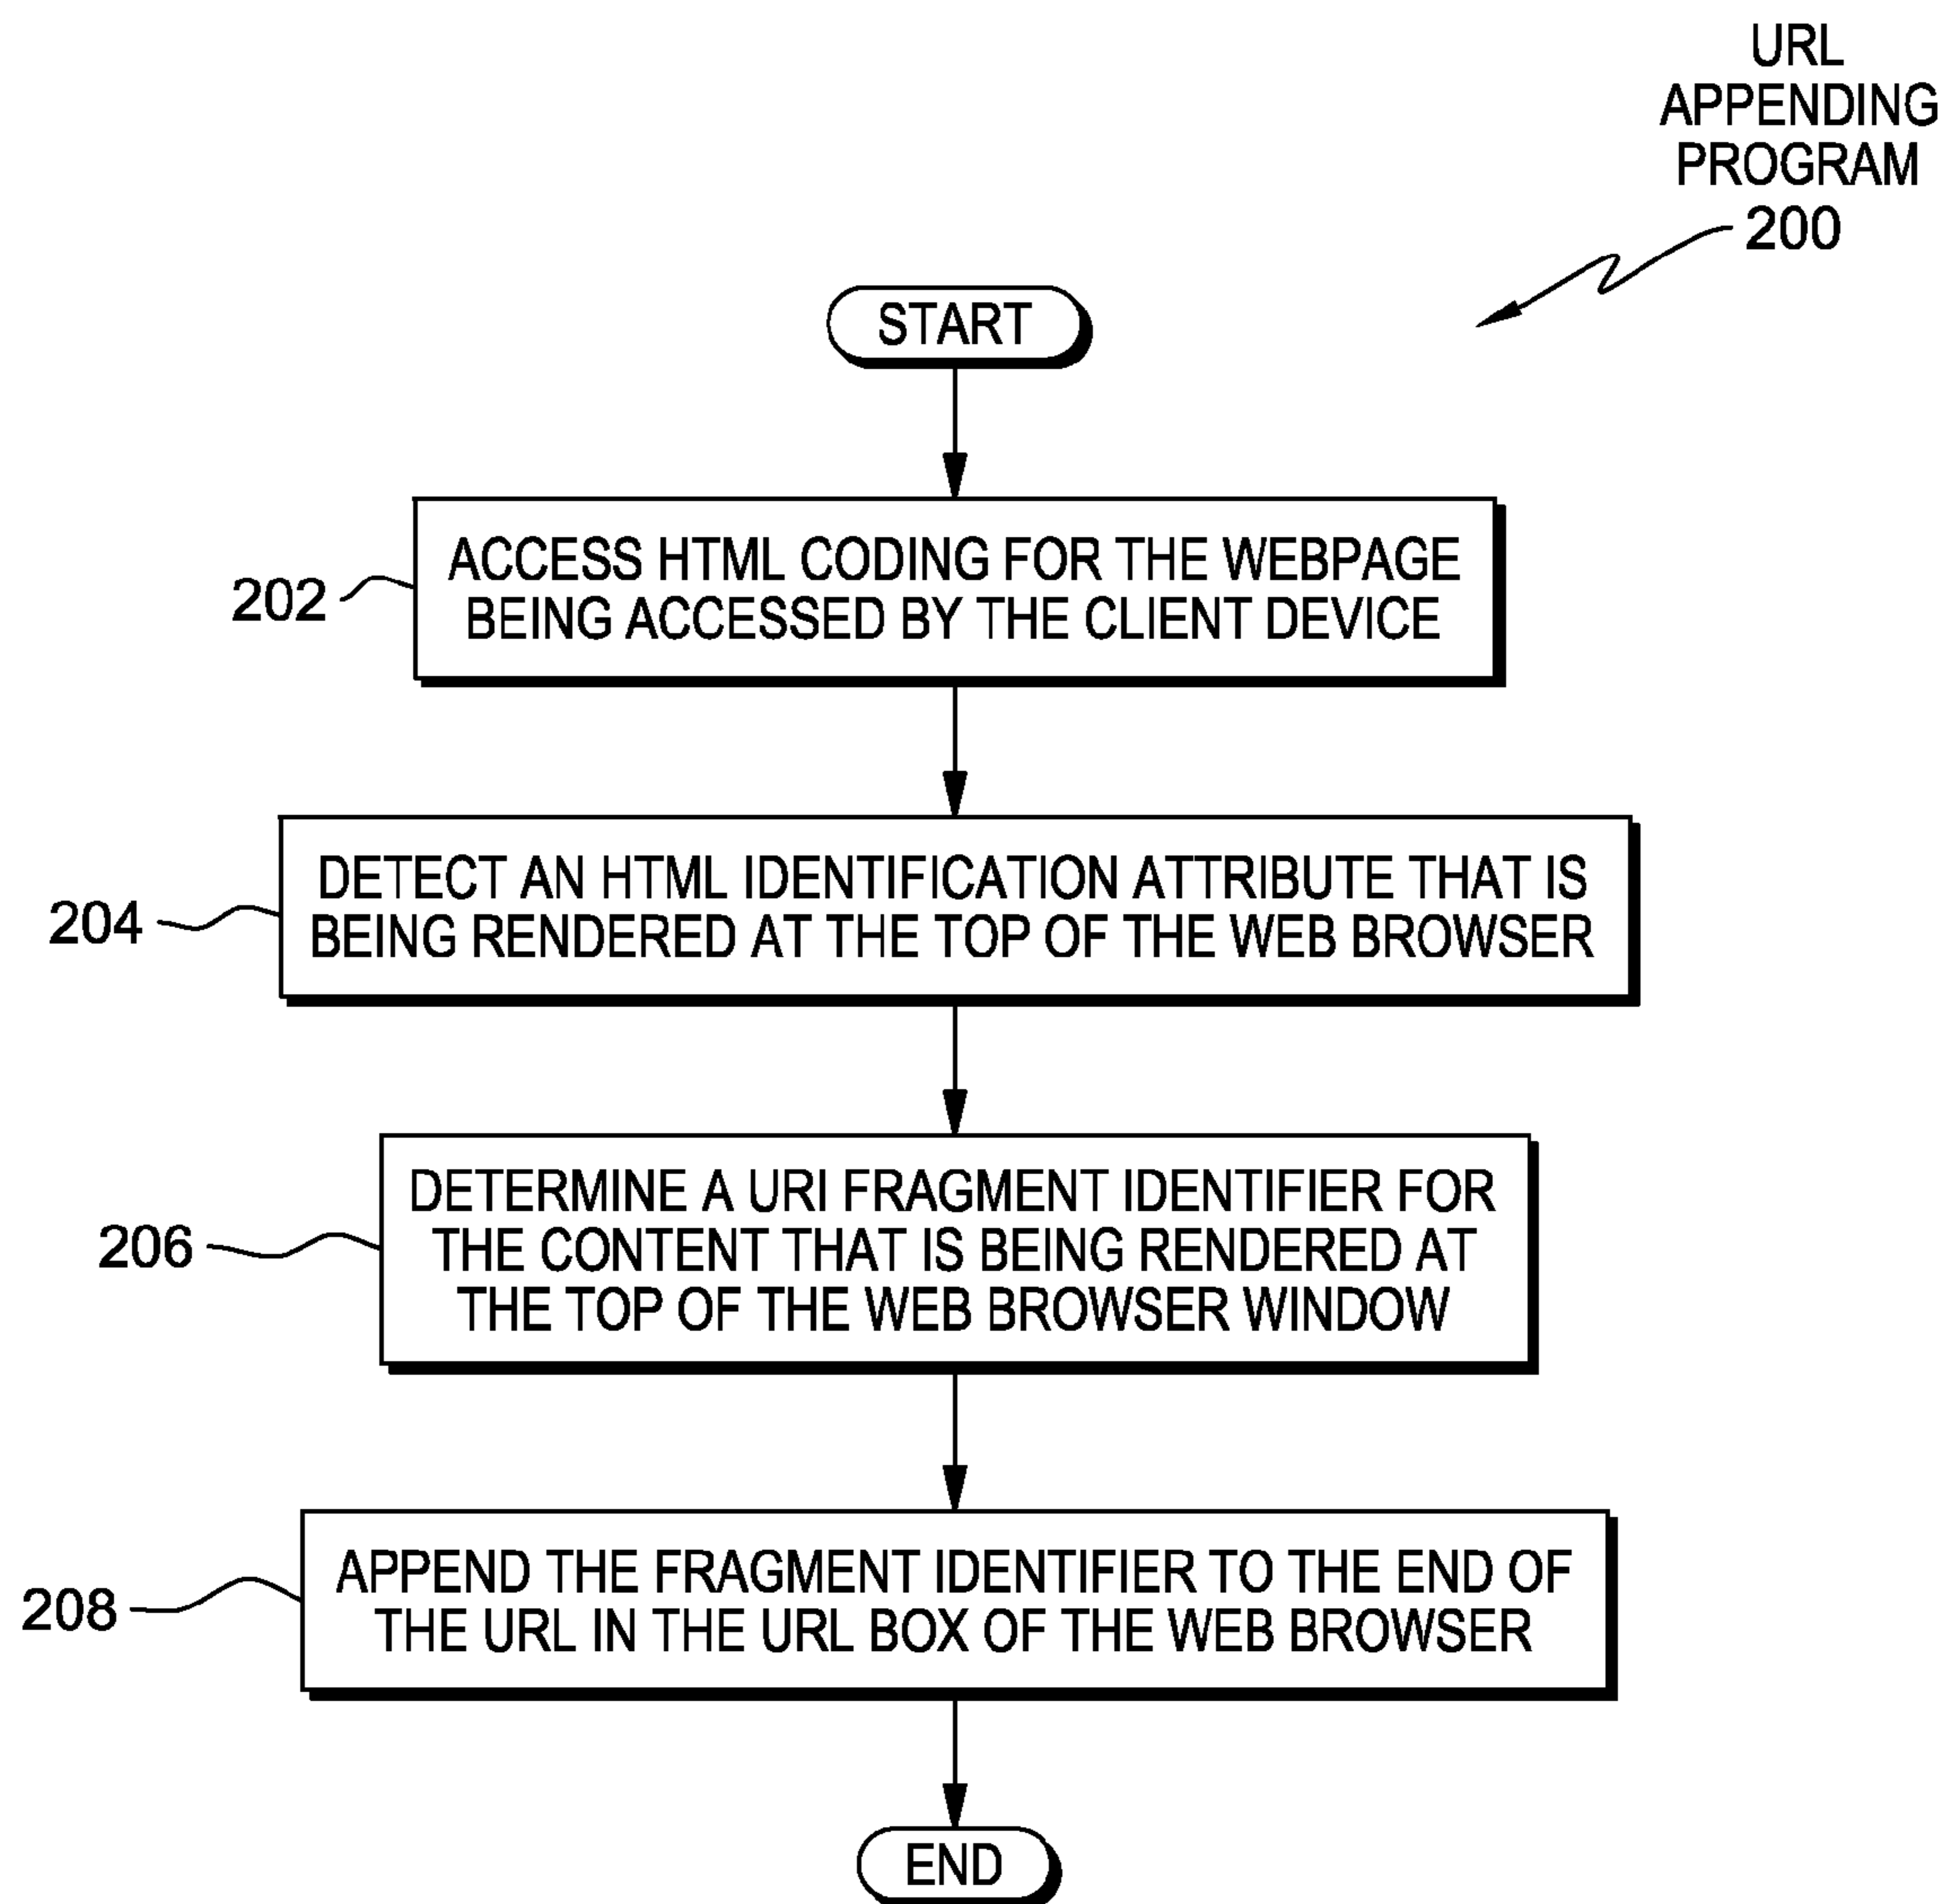 URL
APPENDING
PROGRAM
200
START
202
ACCESS HTML CODING FOR THE WEBPAGE
BEING ACCESSED BY THE CLIENT DEVICE
204
DETECT AN HTML IDENTIFICATION ATTRIBUTE THAT IS
BEING RENDERED AT THE TOP OF THE WEB BROWSER
206
DETERMINE A URI FRAGMENT IDENTIFIER FOR
THE CONTENT THAT IS BEING RENDERED AT
THE TOP OF THE WEB BROWSER WINDOW
208
APPEND THE FRAGMENT IDENTIFIER TO THE END OF
THE URL IN THE URL BOX OF THE WEB BROWSER
END